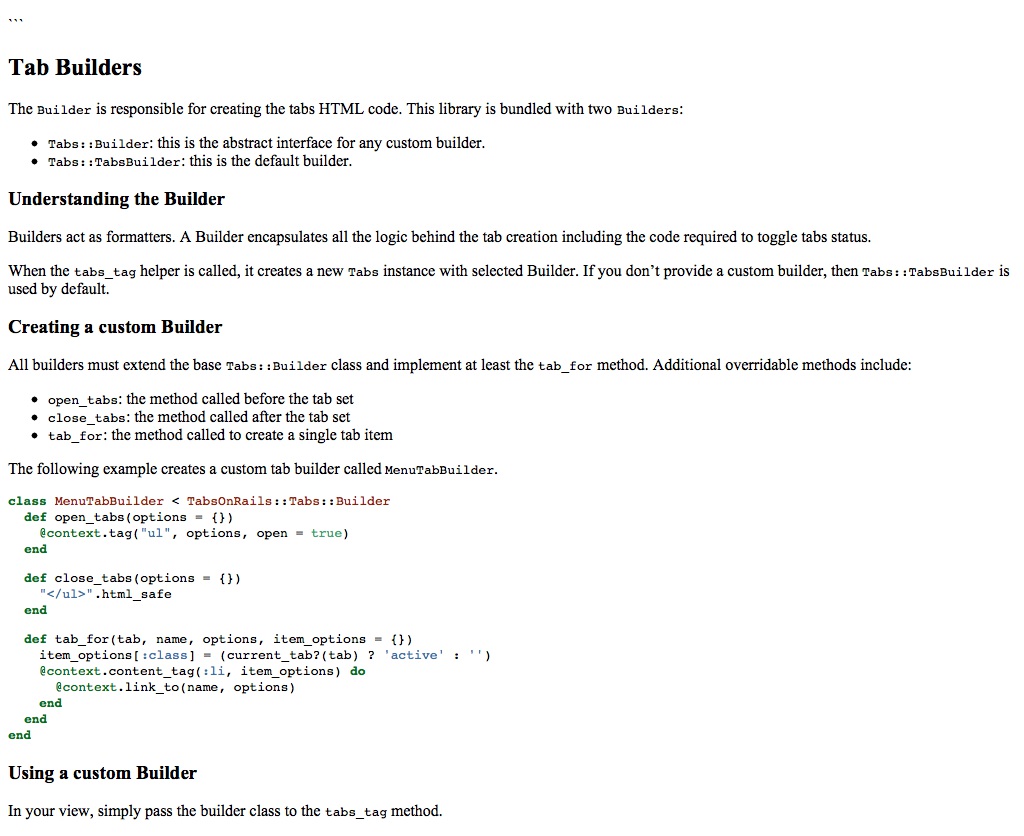 ```
Tab Builders
The Builder is responsible for creating the tabs HTML code. This library is bundled with two Builders:
• Tabs::Builder: this is the abstract interface for any custom builder.
• Tabs::TabsBuilder: this is the default builder.
Understanding the Builder
Builders act as formatters. A Builder encapsulates all the logic behind the tab creation including the code required to toggle tabs status.
When the tabs_tag helper is called, it creates a new Tabs instance with selected Builder. If you don’t provide a custom builder, then Tabs::TabsBuilder is
used by default.
Creating a custom Builder
All builders must extend the base Tabs::Builder class and implement at least the tab_for method. Additional overridable methods include:
• open_tabs: the method called before the tab set
• close_tabs: the method called after the tab set
• tab_for: the method called to create a single tab item
The following example creates a custom tab builder called MenuTabBuilder.
class MenuTabBuilder < TabsOnRails::Tabs::Builder
  def open_tabs(options = {})
    @context.tag("ul", options, open = true)
  end
  def close_tabs(options = {})
    "</ul>".html_safe
  end
  def tab_for(tab, name, options, item_options = {})
    item_options[:class] = (current_tab?(tab) ? 'active' : '')
    @context.content_tag(:li, item_options) do
      @context.link_to(name, options)
    end
  end
end
Using a custom Builder
In your view, simply pass the builder class to the tabs_tag method.